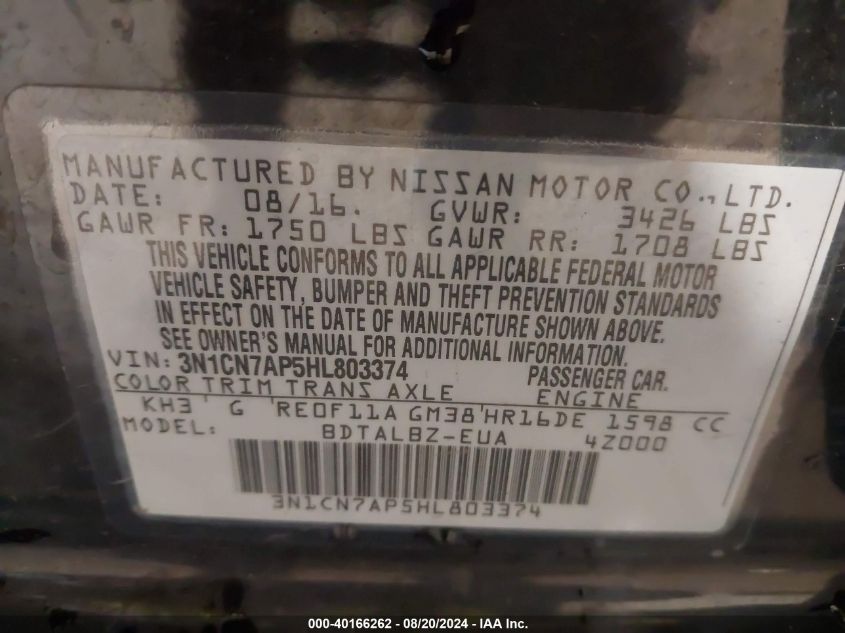 MANUFACTURED BY NISSAN MOTOR CO., LTD.
DATE: 08/16. GVWR: 3426 LBS
GAWR FR: 1750 LBS GAWR RR: 1708 LBS
THIS VEHICLE CONFORMS TO ALL APPLICABLE FEDERAL MOTOR
VEHICLE SAFETY, BUMPER AND THEFT PREVENTION STANDARDS
IN EFFECT ON THE DATE OF MANUFACTURE SHOWN ABOVE.
SEE OWNER'S MANUAL FOR ADDITIONAL INFORMATION.
VIN: 3N1CN7AP5HL803374 PASSENGER CAR.
COLOR TRIM TRANS AXLE ENGINE
KH3 ' G 'RE0F11A GM38'HR16DE 1598 CC
MODEL: BDTALBZ-EUA 4Z000
3N1CN7AP5HL803374
000-40166262 - 08/20/2024 - IAA Inc.